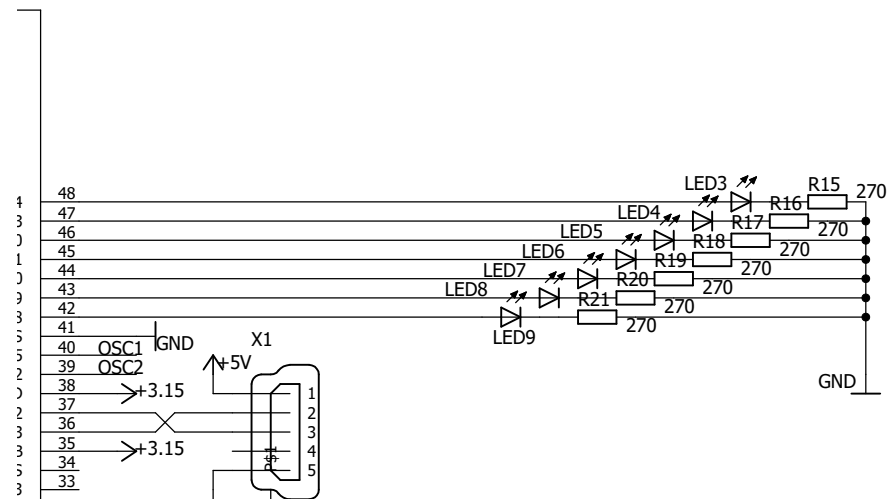 48
47
46
45
44
43
42
41
40
39
38
37
36
35
34
33
OSC1
OSC2
GND
+3.15
+3.15
X1
+5V
1
2
3
4
5
P$1
LED3
LED4
LED5
LED6
LED7
LED8
LED9
R15
R16
R17
R18
R19
R20
R21
270
270
270
270
270
270
270
GND